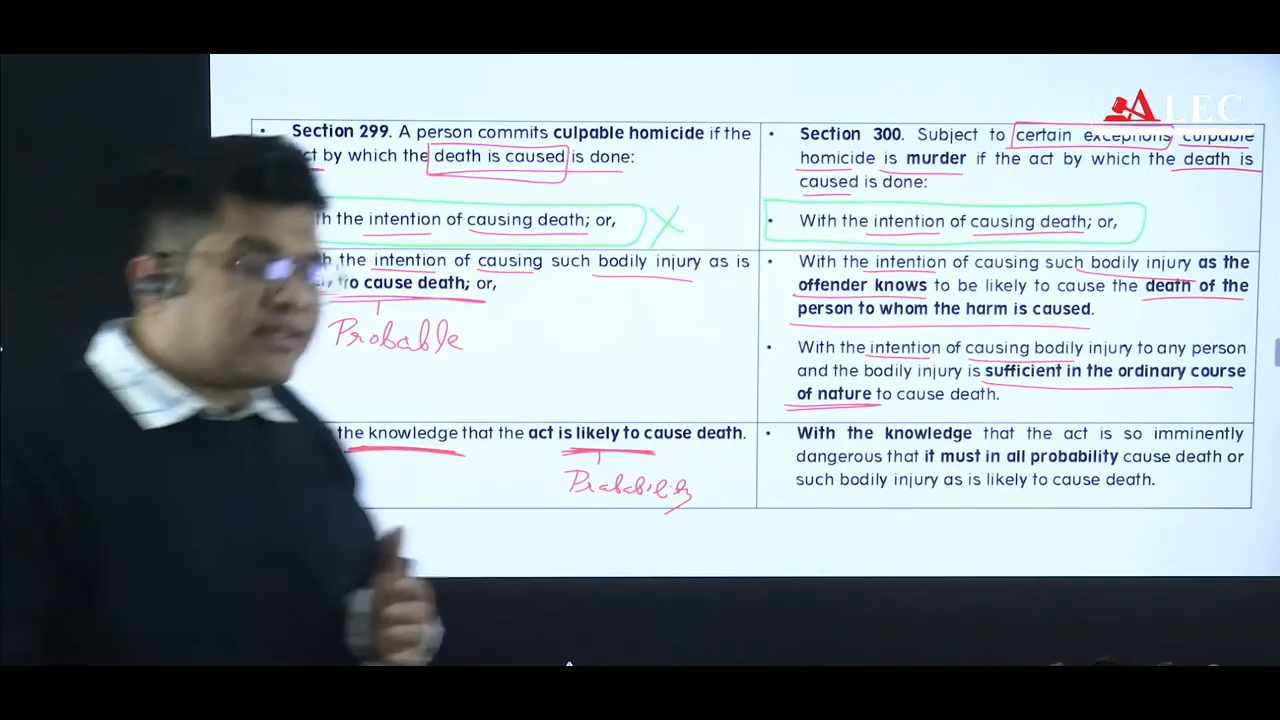 ALEC
Section 299. A person commits culpable homicide if the
by which the death is caused is done:
the intention of causing death; or,
X
the intention of causing such bodily injury as is
to cause death; or,
Probable
the knowledge that the act is likely to cause death.
Probability
Section 300. Subject to certain exceptions culpable
homicide is murder if the act by which the death is
caused is done:
With the intention of causing death; or,
With the intention of causing such bodily injury as the
offender knows to be likely to cause the death of the
person to whom the harm is caused.
With the intention of causing bodily injury to any person
and the bodily injury is sufficient in the ordinary course
of nature to cause death.
With the knowledge that the act is so imminently
dangerous that it must in all probability cause death or
such bodily injury as is likely to cause death.